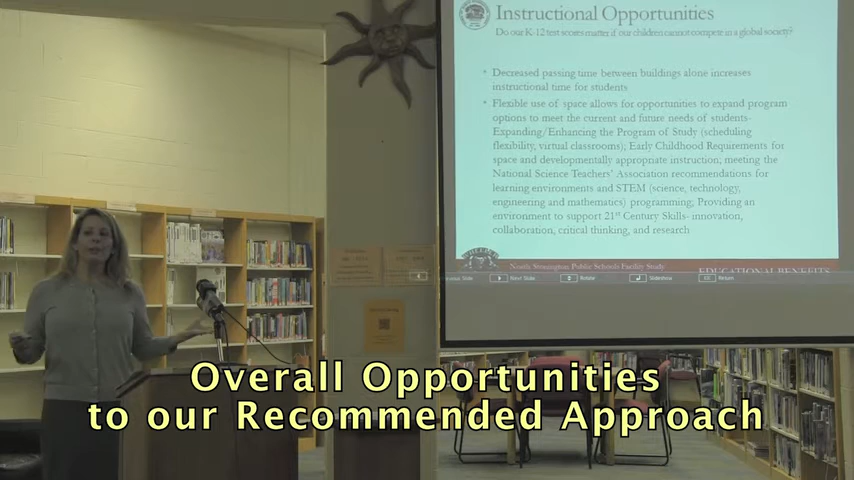 Instructional Opportunities
Do our K-12 test scores matter if our children cannot compete in a global society?
• Decreased passing time between buildings alone increases
instructional time for students
• Flexible use of space allows for opportunities to expand program
options to meet the current and future needs of students-
Expanding/Enhancing the Program of Study (scheduling
flexibility, virtual classrooms); Early Childhood Requirements for
space and developmentally appropriate instruction; meeting the
National Science Teachers' Association recommendations for
learning environments and STEM (science, technology,
engineering and mathematics) programming; Providing an
environment to support 21st Century Skills- innovation,
collaboration, critical thinking, and research
North Stonington Public Schools Facility Study
EDUCATIONAL BENEFITS
Slide
Next Slide
Rotate
Slideshow
Return
Overall Opportunities
to our Recommended Approach